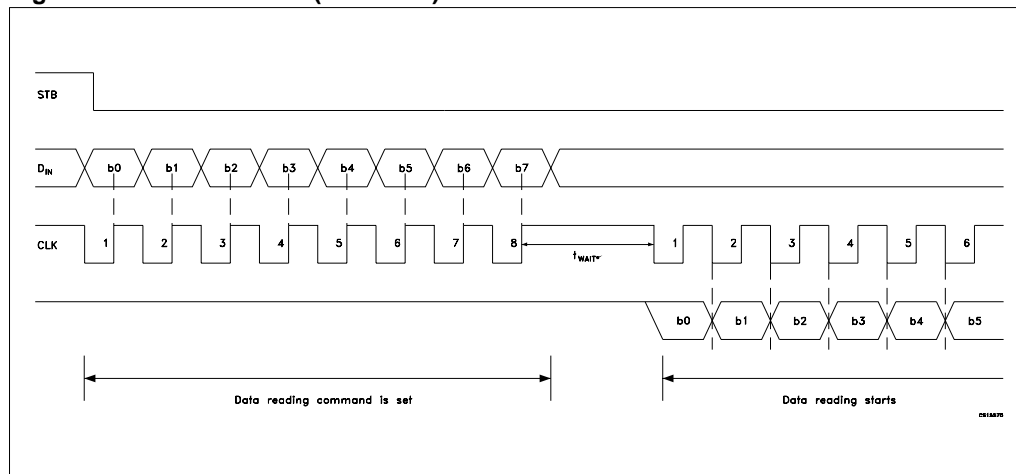 STB
DIN b0 b1 b2 b3 b4 b5 b6 b7
CLK 1 2 3 4 5 6 7 8 tWAIT 1 2 3 4 5 6
b0 b1 b2 b3 b4 b5
Data reading command is set
Data reading starts